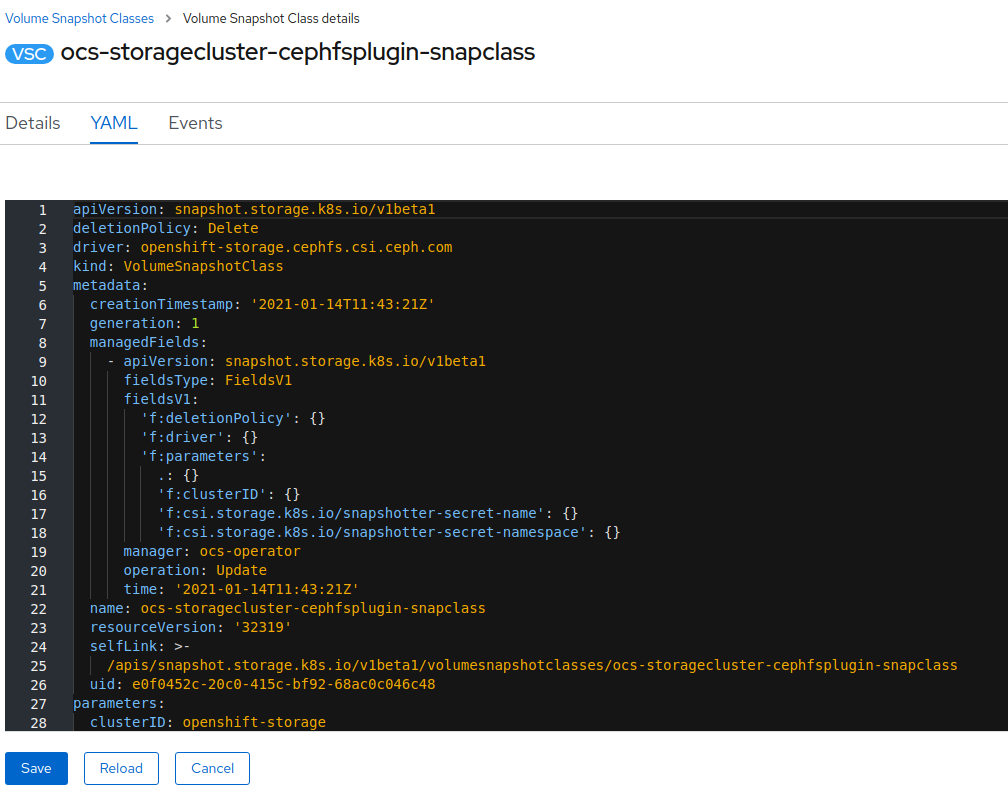 Volume Snapshot Classes > Volume Snapshot Class details
VSC ocs-storagecluster-cephfsplugin-snapclass
Details YAML Events
1 apiVersion: snapshot.storage.k8s.io/v1beta1
2 deletionPolicy: Delete
3 driver: openshift-storage.cephfs.csi.ceph.com
4 kind: VolumeSnapshotClass
5 metadata:
6   creationTimestamp: '2021-01-14T11:43:21Z'
7   generation: 1
8   managedFields:
9     - apiVersion: snapshot.storage.k8s.io/v1beta1
10       fieldsType: FieldsV1
11       fieldsV1:
12         'f:deletionPolicy': {}
13         'f:driver': {}
14         'f:parameters':
15           .: {}
16           'f:clusterID': {}
17           'f:csi.storage.k8s.io/snapshotter-secret-name': {}
18           'f:csi.storage.k8s.io/snapshotter-secret-namespace': {}
19       manager: ocs-operator
20       operation: Update
21       time: '2021-01-14T11:43:21Z'
22   name: ocs-storagecluster-cephfsplugin-snapclass
23   resourceVersion: '32319'
24   selfLink: >-
25     /apis/snapshot.storage.k8s.io/v1beta1/volumesnapshotclasses/ocs-storagecluster-cephfsplugin-snapclass
26   uid: e0f0452c-20c0-415c-bf92-68ac0c046c48
27 parameters:
28   clusterID: openshift-storage
Save Reload Cancel